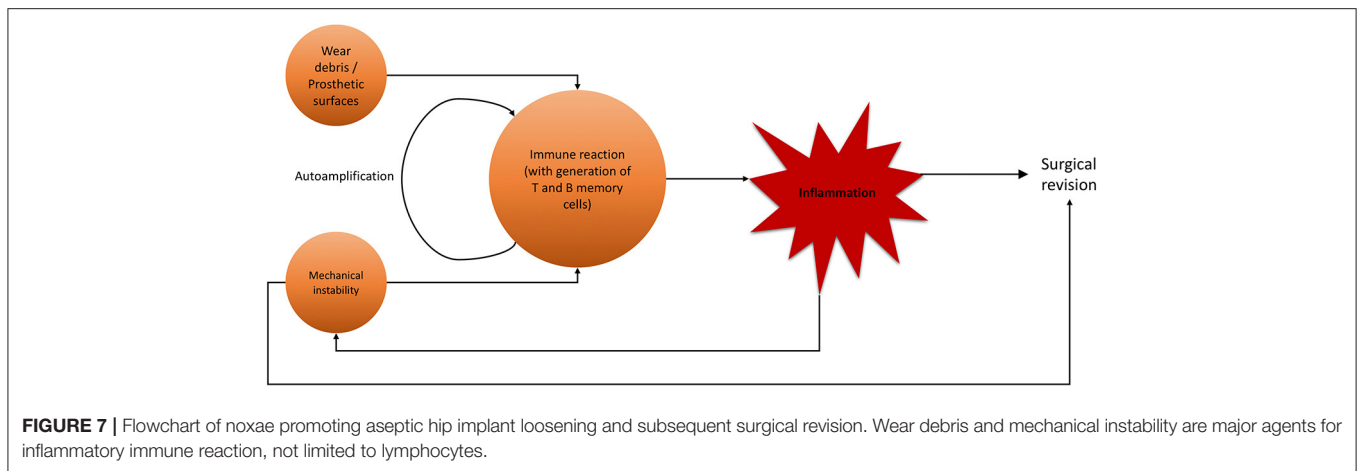 Wear
debris /
Prosthetic
surfaces
Autoamplification
Immune reaction
(with generation of
T and B memory
cells)
Inflammation
Surgical
revision
Mechanical
instability
FIGURE 7 | Flowchart of noxae promoting aseptic hip implant loosening and subsequent surgical revision. Wear debris and mechanical instability are major agents for
inflammatory immune reaction, not limited to lymphocytes.